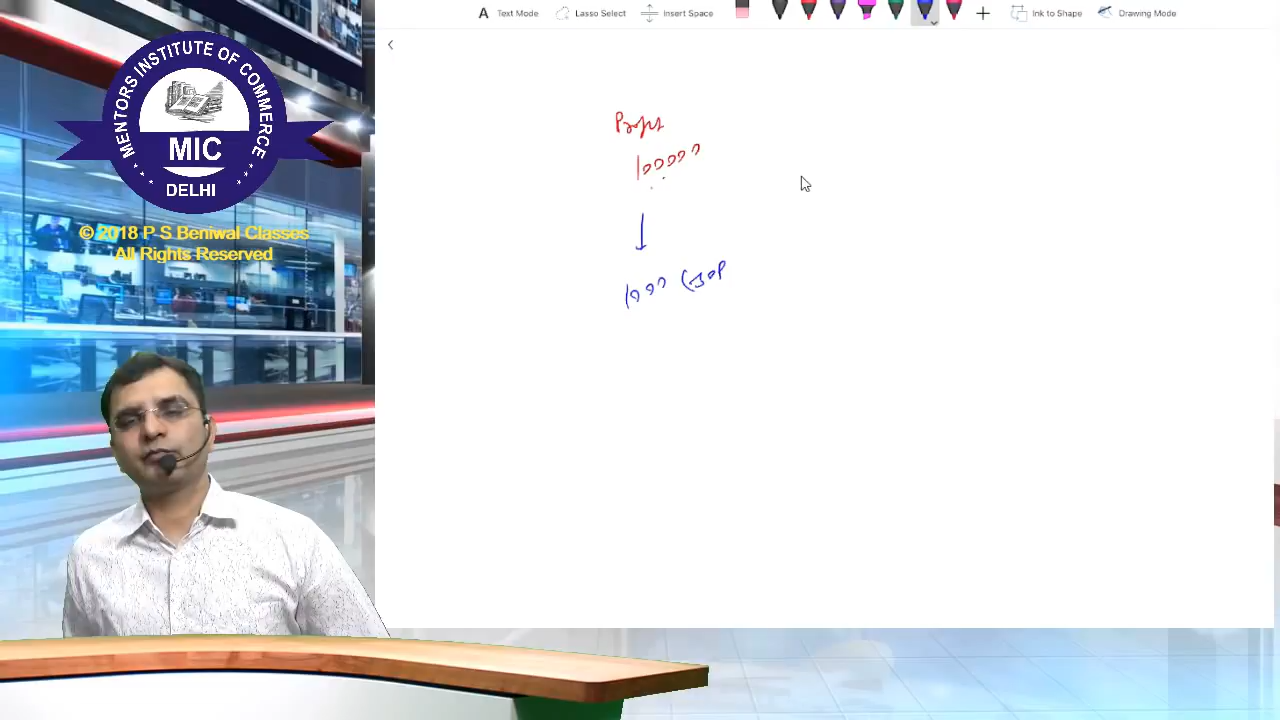 A Text Mode Lasso Select Insert Space + Ink to Shape Drawing Mode
MENTORS INSTITUTE OF COMMERCE
MIC
DELHI
© 2018 P S Beniwal Classes
All Rights Reserved
Profit
100000
1000